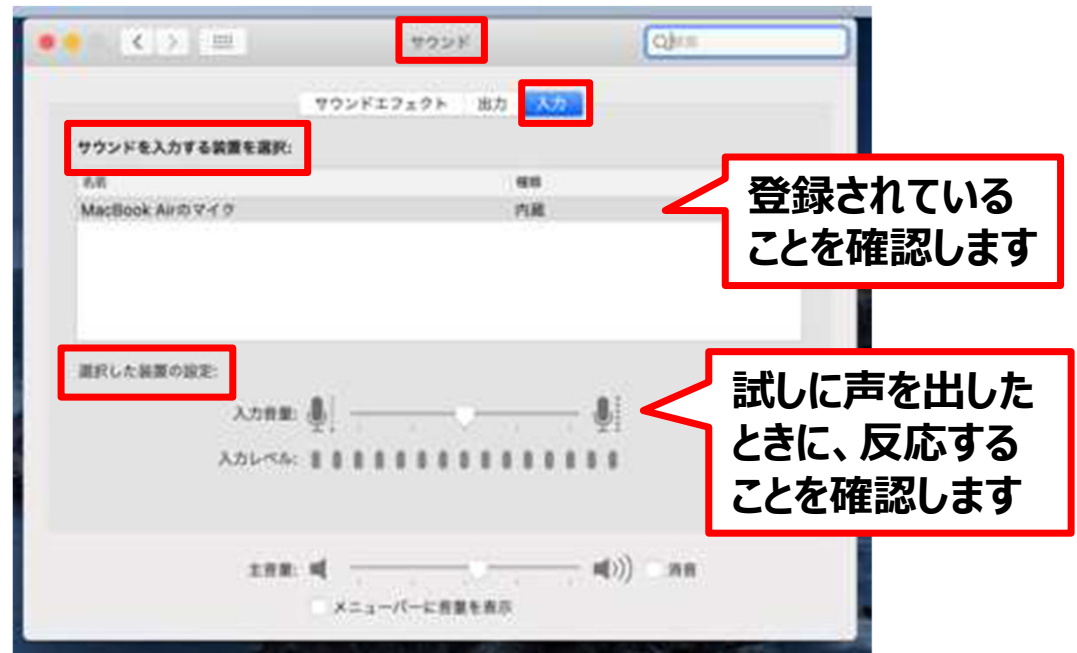 サウンド
検索
サウンドエフェクト 出力 入力
サウンドを入力する装置を選択:
名前 種類
MacBook Airのマイク 内蔵
登録されている
ことを確認します
選択した装置の設定:
入力音量:
入力レベル:
試しに声を出した
ときに、反応する
ことを確認します
主音量: 消音
メニューバーに音量を表示